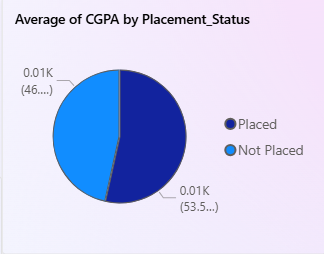 Average of CGPA by Placement_Status
0.01K
(46....)
Placed
Not Placed
0.01K
(53.5...)